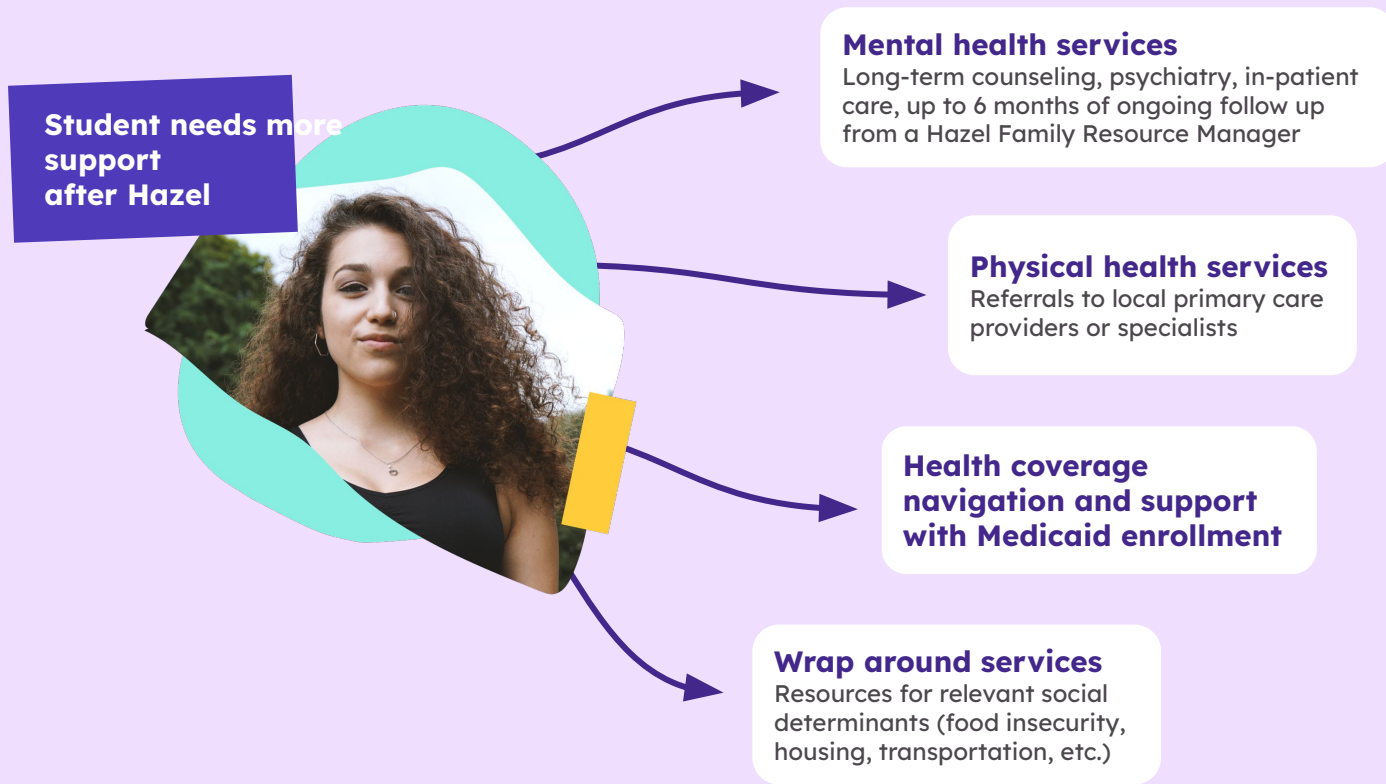 Student needs more
support
after Hazel
Mental health services
Long-term counseling, psychiatry, in-patient
care, up to 6 months of ongoing follow up
from a Hazel Family Resource Manager
Physical health services
Referrals to local primary care
providers or specialists
Health coverage
navigation and support
with Medicaid enrollment
Wrap around services
Resources for relevant social
determinants (food insecurity,
housing, transportation, etc.)